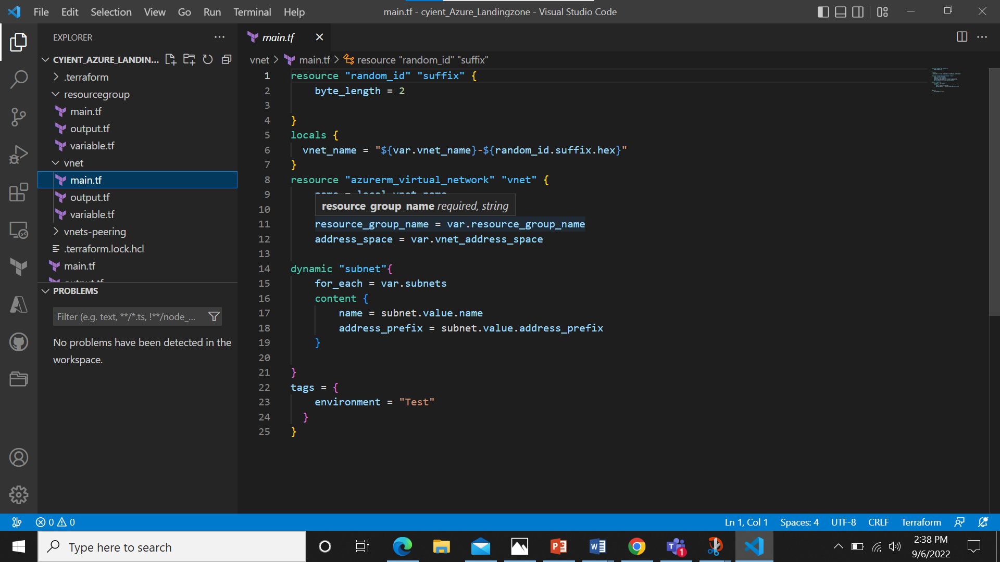 File Edit Selection View Go Run Terminal Help
main.tf - cyient_Azure_Landingzone - Visual Studio Code
EXPLORER
CYIENT_AZURE_LANDIN...
.terraform
resourcegroup
main.tf
output.tf
variable.tf
vnet
main.tf
output.tf
variable.tf
vnets-peering
.terraform.lock.hcl
main.tf
output.tf
PROBLEMS
Filter (e.g. text, **/*.ts, !**/node_...
No problems have been detected in the
workspace.
main.tf
vnet > main.tf > resource "random_id" "suffix"
1 resource "random_id" "suffix" {
2 byte_length = 2
3
4 }
5 locals {
6 vnet_name = "${var.vnet_name}-${random_id.suffix.hex}"
7 }
8 resource "azurerm_virtual_network" "vnet" {
9 name = local.vnet_name
10
resource_group_name required, string
11 resource_group_name = var.resource_group_name
12 address_space = var.vnet_address_space
13
14 dynamic "subnet"{
15 for_each = var.subnets
16 content {
17 name = subnet.value.name
18 address_prefix = subnet.value.address_prefix
19 }
20
21 }
22 tags = {
23 environment = "Test"
24 }
25 }
0 0
Ln 1, Col 1 Spaces: 4 UTF-8 CRLF Terraform
Type here to search
1
2:38 PM
9/6/2022